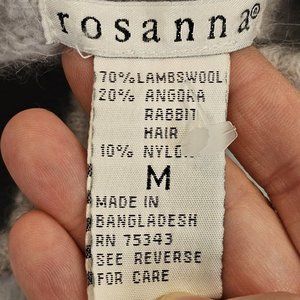 rosanna®
70% LAMBSWOOL
20% ANGORA
RABBIT
HAIR
10% NYLON
M
MADE IN
BANGLADESH
RN 75343
SEE REVERSE
FOR CARE